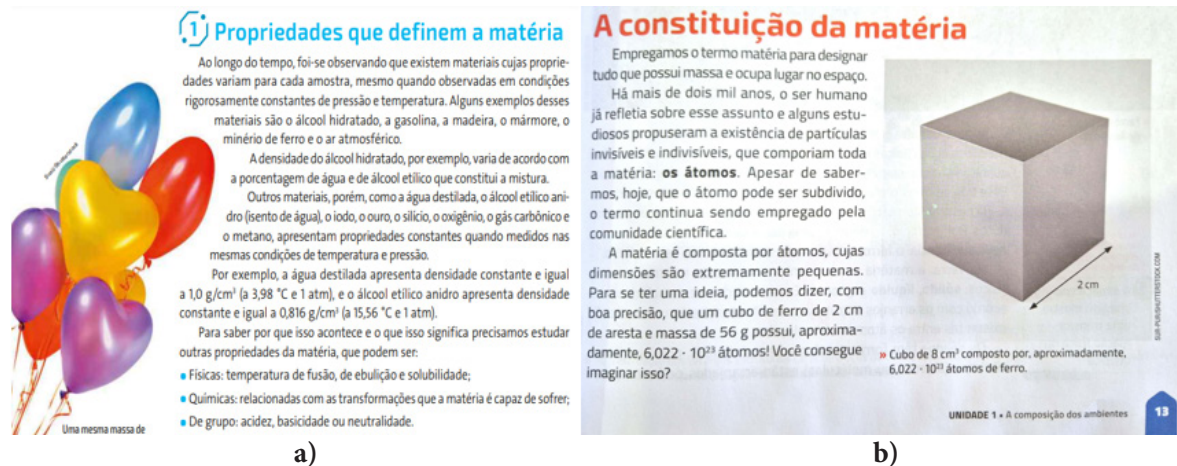 1 Propriedades que definem a matéria
Ao longo do tempo, foi-se observando que existem materiais cujas proprie-
dades variam para cada amostra, mesmo quando observadas em condições
rigorosamente constantes de pressão e temperatura. Alguns exemplos desses
materiais são o álcool hidratado, a gasolina, a madeira, o mármore, o
minério de ferro e o ar atmosférico.
A densidade do álcool hidratado, por exemplo, varia de acordo com
a porcentagem de água e de álcool etílico que constitui a mistura.
Outros materiais, porém, como a água destilada, o álcool etílico ani-
dro (isento de água), o iodo, o ouro, o silício, o oxigênio, o gás carbônico e
o metano, apresentam propriedades constantes quando medidos nas
mesmas condições de temperatura e pressão.
Por exemplo, a água destilada apresenta densidade constante e igual
a 1,0 g/cm³ (a 3,98 °C e 1 atm), e o álcool etílico anidro apresenta densidade
constante e igual a 0,816 g/cm³ (a 15,56 °C e 1 atm).
Para saber por que isso acontece e o que isso significa precisamos estudar
outras propriedades da matéria, que podem ser:
• Físicas: temperatura de fusão, de ebulição e solubilidade;
• Químicas: relacionadas com as transformações que a matéria é capaz de sofrer;
• De grupo: acidez, basicidade ou neutralidade.
Uma mesma massa de
a)
A constituição da matéria
Empregamos o termo matéria para designar
tudo que possui massa e ocupa lugar no espaço.
Há mais de dois mil anos, o ser humano
já refletia sobre esse assunto e alguns estu-
diosos propuseram a existência de partículas
invisíveis e indivisíveis, que comporiam toda
a matéria: os átomos. Apesar de saber-
mos, hoje, que o átomo pode ser subdivido,
o termo continua sendo empregado pela
comunidade científica.
A matéria é composta por átomos, cujas
dimensões são extremamente pequenas.
Para se ter uma ideia, podemos dizer, com
boa precisão, que um cubo de ferro de 2 cm
de aresta e massa de 56 g possui, aproxima-
damente, 6,022 · 10²³ átomos! Você consegue
imaginar isso?
2 cm
» Cubo de 8 cm³ composto por, aproximadamente,
6,022 · 10²³ átomos de ferro.
UNIDADE 1 • A composição dos ambientes 13
b)